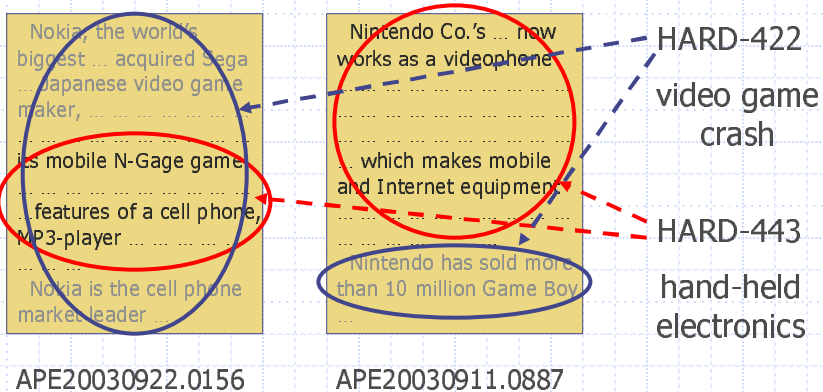 Nokia, the world's
biggest ... acquired Sega
... Japanese video game
maker, ... ... ... ... ...
... ... ... ... ... ... ... ...
its mobile N-Gage game
... ... ... ... ... ... ... ...
... features of a cell phone,
MP3-player ... ... ... ...
... ... ...
Nokia is the cell phone
market leader ...
APE20030922.0156
Nintendo Co.'s ... now
works as a videophone
... ... ... ... ... ... ... ...
... ... ... ... ... ... ... ...
... ... ... ... ... ... ... ...
... which makes mobile
and Internet equipment
... ... ... ... ... ... ... ...
... ... ... ... ... ...
Nintendo has sold more
than 10 million Game Boy
...
APE20030911.0887
HARD-422
video game
crash
HARD-443
hand-held
electronics